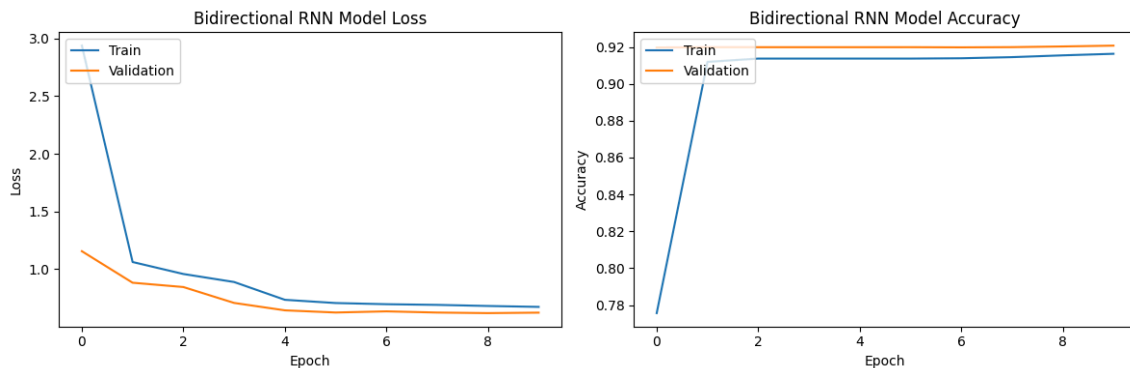 Bidirectional RNN Model Loss
3.0
2.5
2.0
1.5
1.0
Loss
Train
Validation
0 2 4 6 8
Epoch
Bidirectional RNN Model Accuracy
0.92
0.90
0.88
0.86
0.84
0.82
0.80
0.78
Accuracy
Train
Validation
0 2 4 6 8
Epoch